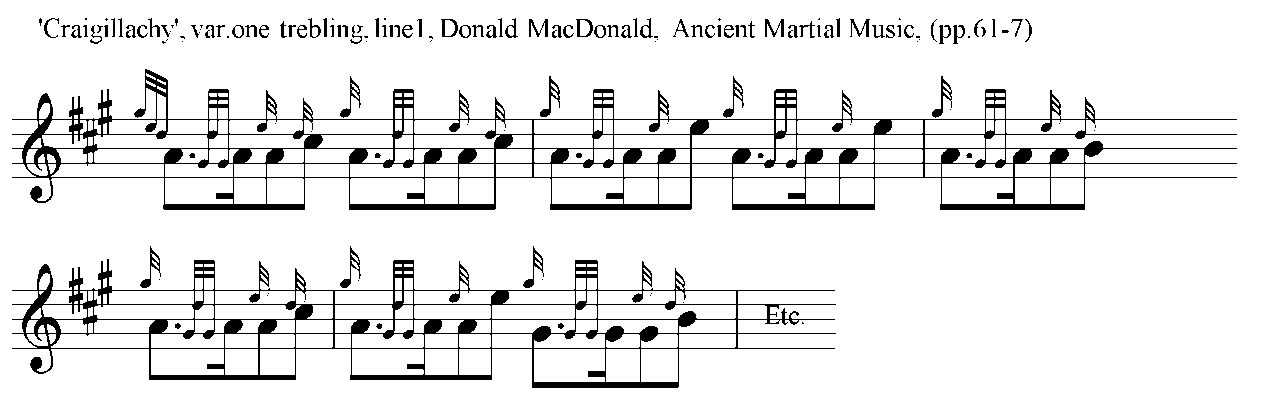 'Craigillachy', var.one trebling, line1, Donald MacDonald, Ancient Martial Music, (pp.61-7)
Etc.